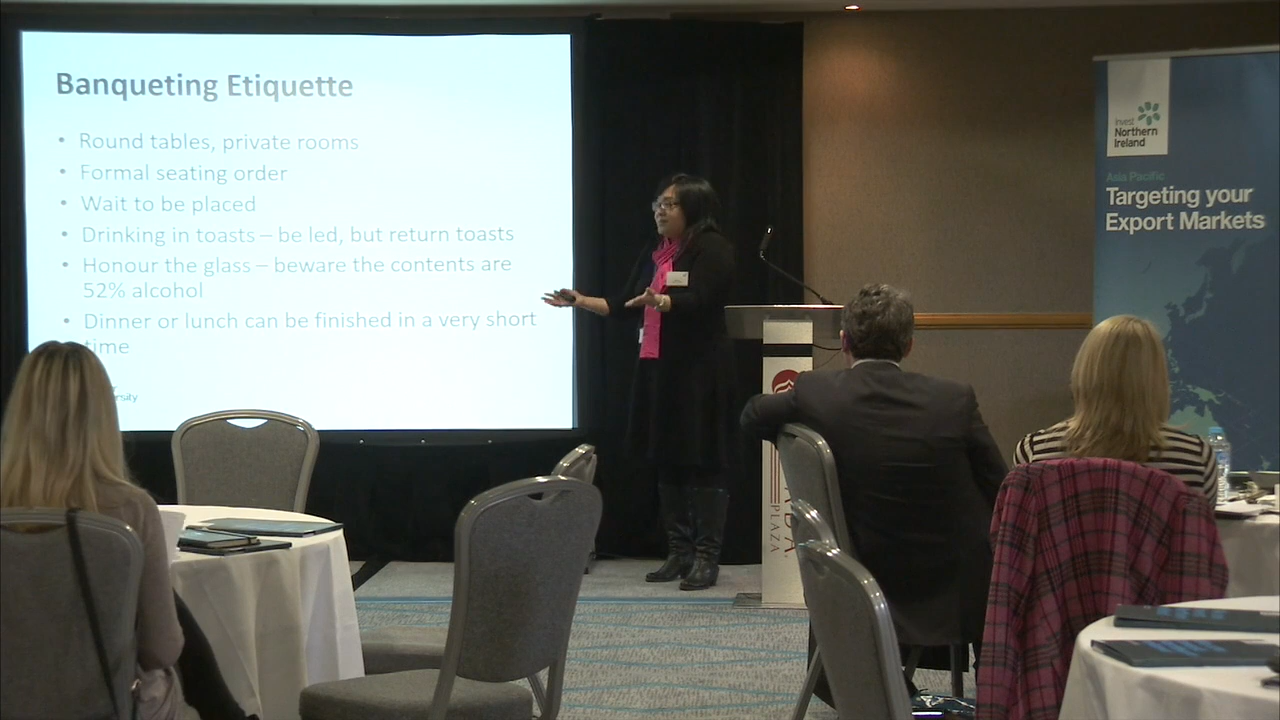 Banqueting Etiquette
• Round tables, private rooms
• Formal seating order
• Wait to be placed
• Drinking in toasts – be led, but return toasts
• Honour the glass – beware the contents are
52% alcohol
• Dinner or lunch can be finished in a very short
time
Invest
Northern
Ireland
Asia Pacific
Targeting your
Export Markets
PLAZA